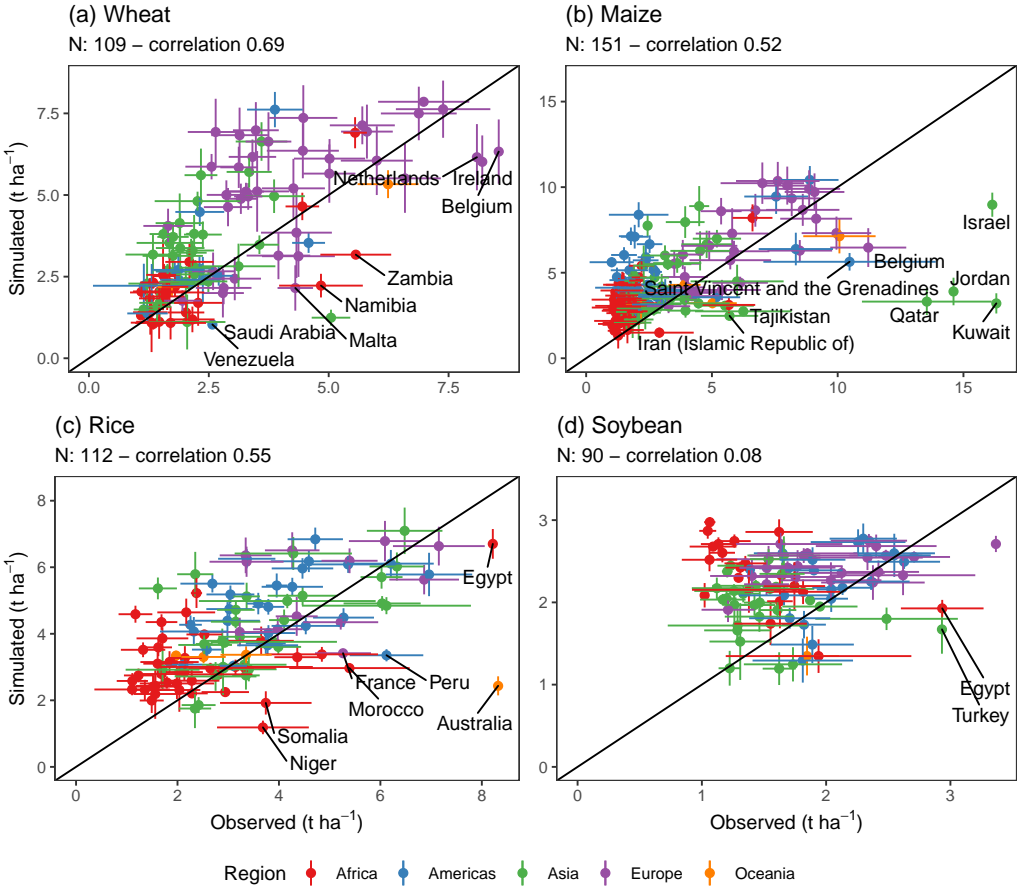 (a) Wheat
N: 109 – correlation 0.69
(b) Maize
N: 151 – correlation 0.52
Simulated (t ha⁻¹)
7.5
5.0
2.5
0.0
Netherlands
Ireland
Belgium
Zambia
Namibia
Saudi Arabia
Malta
Venezuela
0.0
2.5
5.0
7.5
15
10
5
0
Israel
Belgium
Jordan
Saint Vincent and the Grenadines
Tajikistan
Qatar
Kuwait
Iran (Islamic Republic of)
0
5
10
15
(c) Rice
N: 112 – correlation 0.55
(d) Soybean
N: 90 – correlation 0.08
Simulated (t ha⁻¹)
8
6
4
2
0
Egypt
France
Peru
Morocco
Australia
Somalia
Niger
0
2
4
6
8
Observed (t ha⁻¹)
3
2
1
0
Egypt
Turkey
0
1
2
3
Observed (t ha⁻¹)
Region
Africa
Americas
Asia
Europe
Oceania